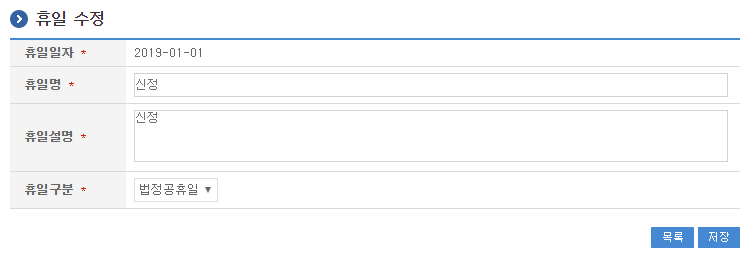 휴일 수정
휴일일자 * 2019-01-01
휴일명 * 신정
휴일설명 * 신정
휴일구분 * 법정공휴일 ▼
목록 저장